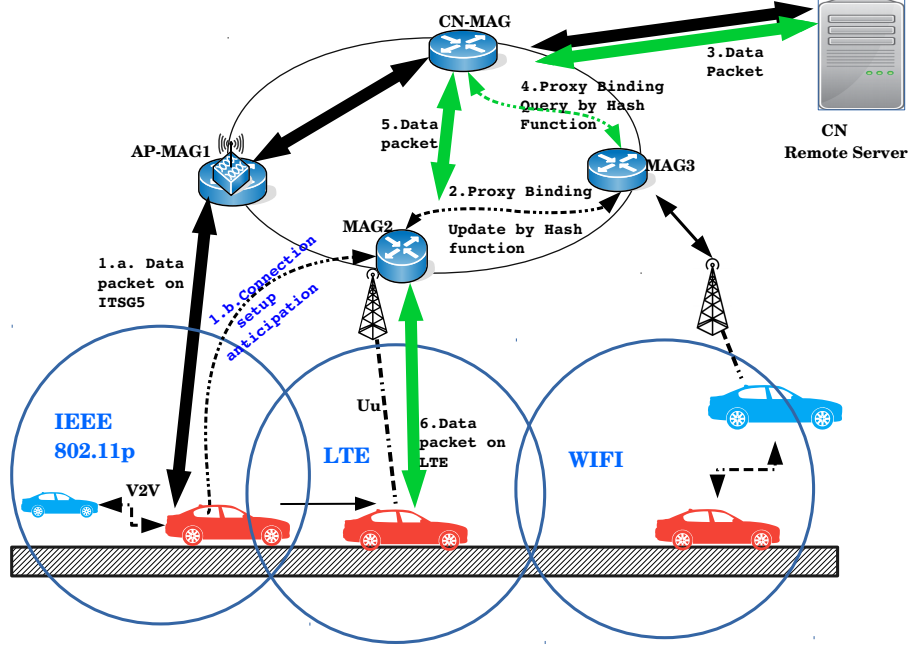 CN-MAG
3.Data
Packet
4.Proxy Binding
Query by Hash
Function
5.Data
packet
CN
Remote Server
AP-MAG1
MAG3
2.Proxy Binding
Update by Hash
function
MAG2
1.a. Data
packet on
ITSG5
1.b.Connection
setup
anticipation
IEEE
802.11p
Uu
6.Data
packet on
LTE
LTE
WIFI
V2V